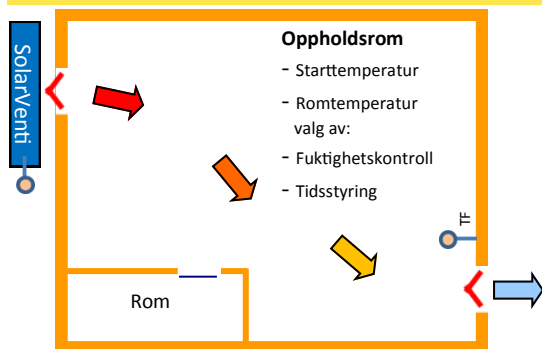 SolarVenti
Oppholdsrom
- Starttemperatur
- Romtemperatur
valg av:
- Fuktighetskontroll
- Tidsstyring
TF
Rom